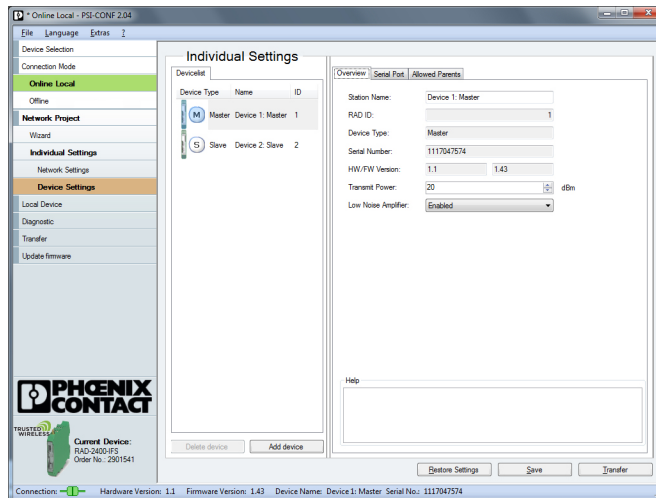 * Online Local - PSI-CONF 2.04
File Language Extras ?
Device Selection
Connection Mode
Online Local
Offline
Network Project
Wizard
Individual Settings
Network Settings
Device Settings
Local Device
Diagnostic
Transfer
Update firmware
PHŒNIX
CONTACT
TRUSTED
WIRELESS
Current Device:
RAD-2400-IFS
Order No.: 2901541
Individual Settings
Devicelist
Device Type Name ID
M Master Device 1: Master 1
S Slave Device 2: Slave 2
Delete device Add device
Overview Serial Port Allowed Parents
Station Name: Device 1: Master
RAD ID: 1
Device Type: Master
Serial Number: 1117047574
HW/FW Version: 1.1 1.43
Transmit Power: 20 dBm
Low Noise Amplifier: Enabled
Help
Restore Settings Save Transfer
Connection: Hardware Version: 1.1 Firmware Version: 1.43 Device Name: Device 1: Master Serial No.: 1117047574